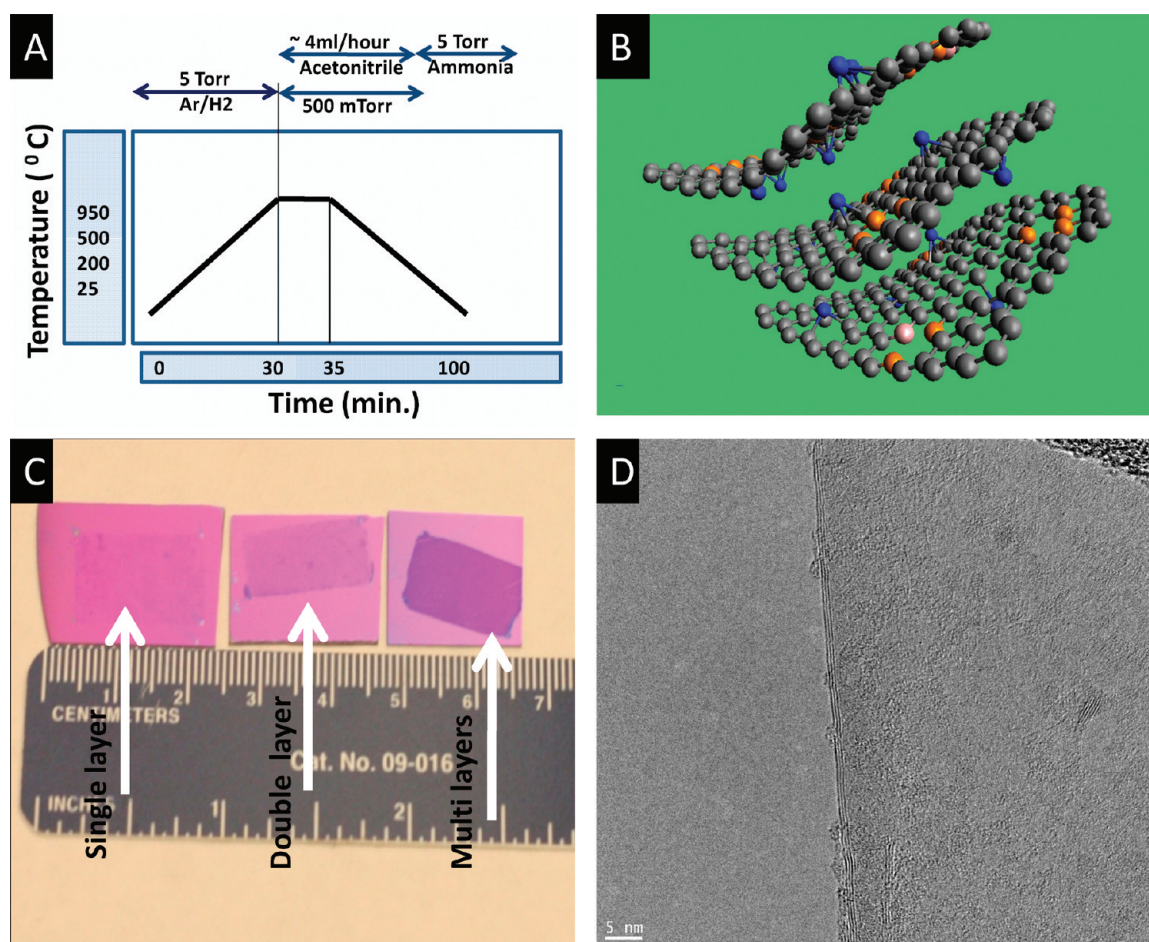 A
~ 4ml/hour
5 Torr
Acetonitrile
Ammonia
5 Torr
Ar/H2
500 mTorr
Temperature ( ⁰ C)
950
500
200
25
0
30
35
100
Time (min.)
B
C
1
2
3
4
5
6
7
CENTIMETERS
Cat. No. 09-016
INCHES
1
2
Single layer
Double layer
Multi layers
D
5 nm